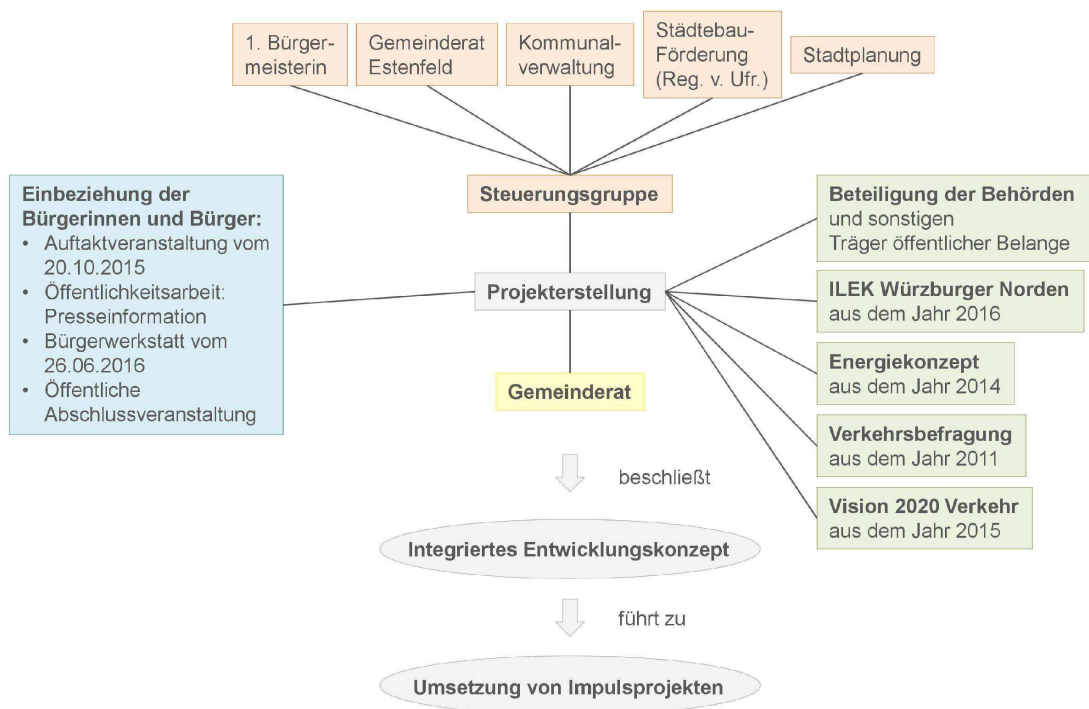 1. Bürger-
meisterin
Gemeinderat
Estenfeld
Kommunal-
verwaltung
Städtebau-
Förderung
(Reg. v. Ufr.)
Stadtplanung
Steuerungsgruppe
Einbeziehung der
Bürgerinnen und Bürger:
• Auftaktveranstaltung vom
20.10.2015
• Öffentlichkeitsarbeit:
Presseinformation
• Bürgerwerkstatt vom
26.06.2016
• Öffentliche
Abschlussveranstaltung
Projekterstellung
Beteiligung der Behörden
und sonstigen
Träger öffentlicher Belange
ILEK Würzburger Norden
aus dem Jahr 2016
Energiekonzept
aus dem Jahr 2014
Verkehrsbefragung
aus dem Jahr 2011
Vision 2020 Verkehr
aus dem Jahr 2015
Gemeinderat
beschließt
Integriertes Entwicklungskonzept
führt zu
Umsetzung von Impulsprojekten